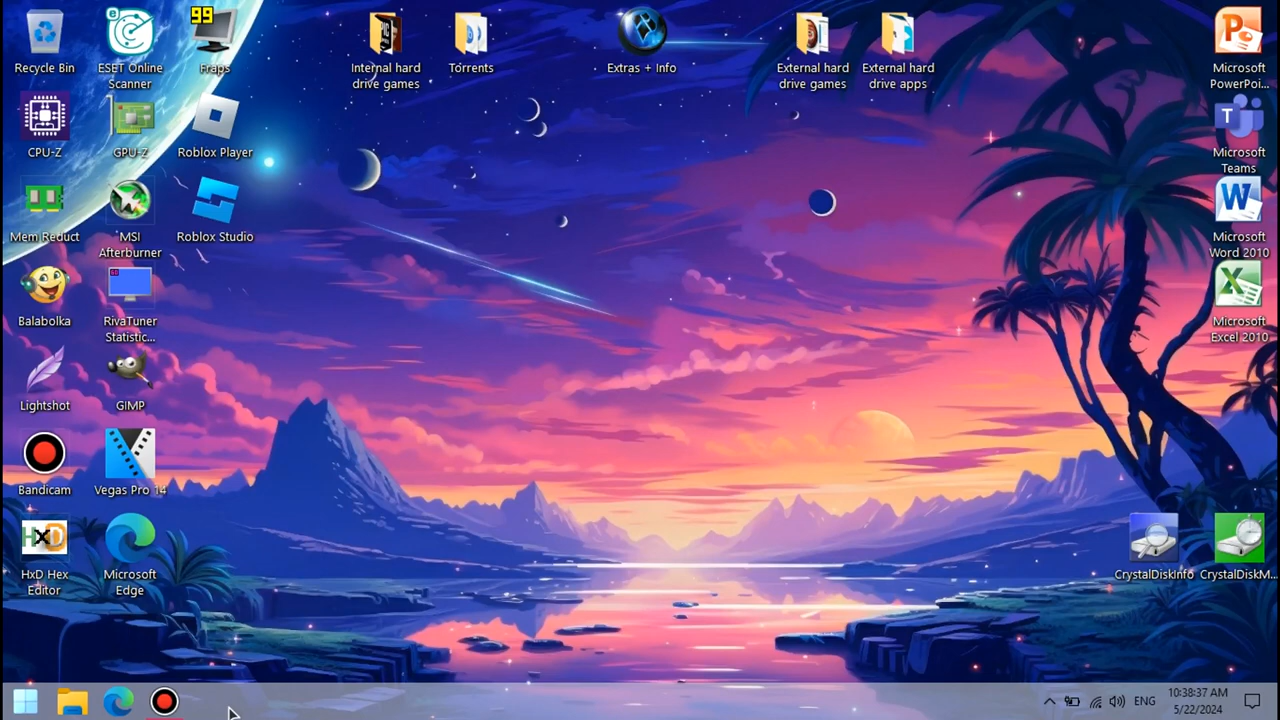 99
Recycle Bin
ESET Online
Scanner
Fraps
Internal hard
drive games
Torrents
Extras + Info
External hard
drive games
External hard
drive apps
Microsoft
PowerPoi...
CPU-Z
GPU-Z
Roblox Player
T
Microsoft
Teams
Mem Reduct
MSI
Afterburner
Roblox Studio
W
Microsoft
Word 2010
Balabolka
RivaTuner
Statistic...
X
Microsoft
Excel 2010
Lightshot
GIMP
Bandicam
Vegas Pro 14
HxD
HxD Hex
Editor
Microsoft
Edge
CrystalDiskInfo
CrystalDiskM...
ENG
10:38:37 AM
5/22/2024